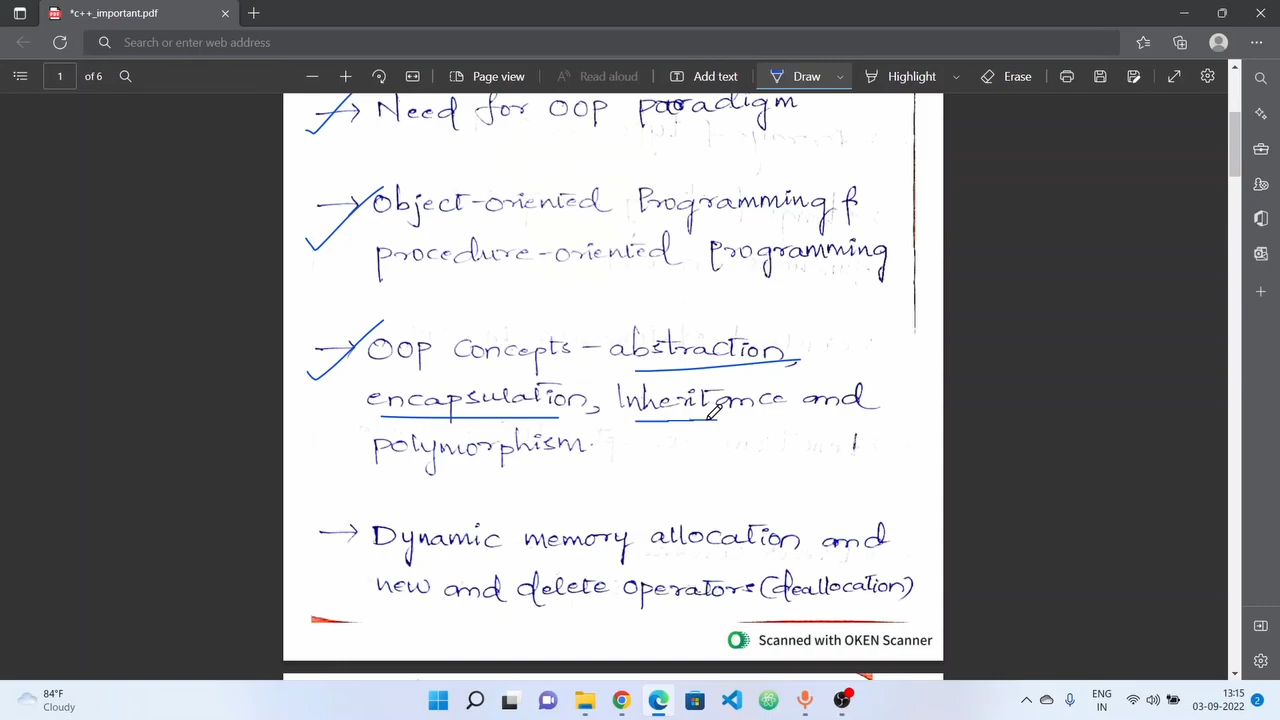 *c++_important.pdf
Search or enter web address
1 of 6
Page view
Read aloud
Add text
Draw
Highlight
Erase
→ Need for OOP paradigm
→ Object-oriented Programming &
procedure-oriented programming
→ OOP Concepts - abstraction,
encapsulation, Inheritance and
polymorphism.
→ Dynamic memory allocation and
new and delete operators (deallocation)
Scanned with OKEN Scanner
84°F
Cloudy
ENG
IN
13:15
03-09-2022
2